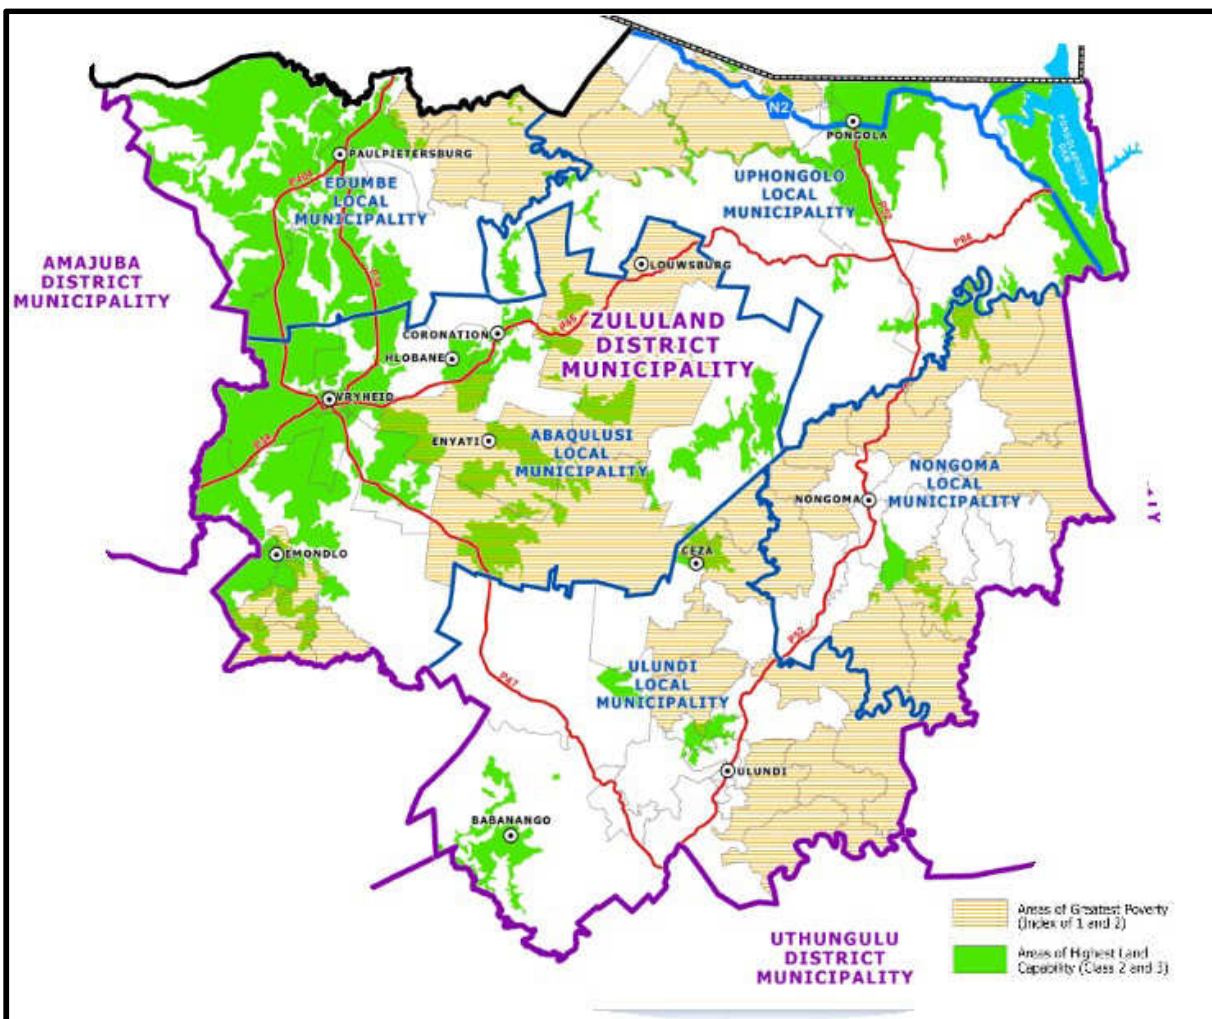 N2
PONGOLA
PAULPIETERSBURG
EDUMBE
LOCAL
MUNICIPALITY
UPHONGOLO
LOCAL
MUNICIPALITY
P52
P84
AMAJUBA
DISTRICT
MUNICIPALITY
LOUWSBURG
CORONATION
HLOBANE
ZULULAND
DISTRICT
MUNICIPALITY
VRYHEID
P34
ENYATI
ABAQULUSI
LOCAL
MUNICIPALITY
NONGOMA
LOCAL
MUNICIPALITY
NONGOMA
EMONDLO
CEZA
P52
ULUNDI
LOCAL
MUNICIPALITY
P47
ULUNDI
BABANANGO
UTHUNGULU
DISTRICT
MUNICIPALITY
Areas of Greatest Poverty
(Index of 1 and 2)
Areas of Highest Land
Capability (Class 2 and 3)